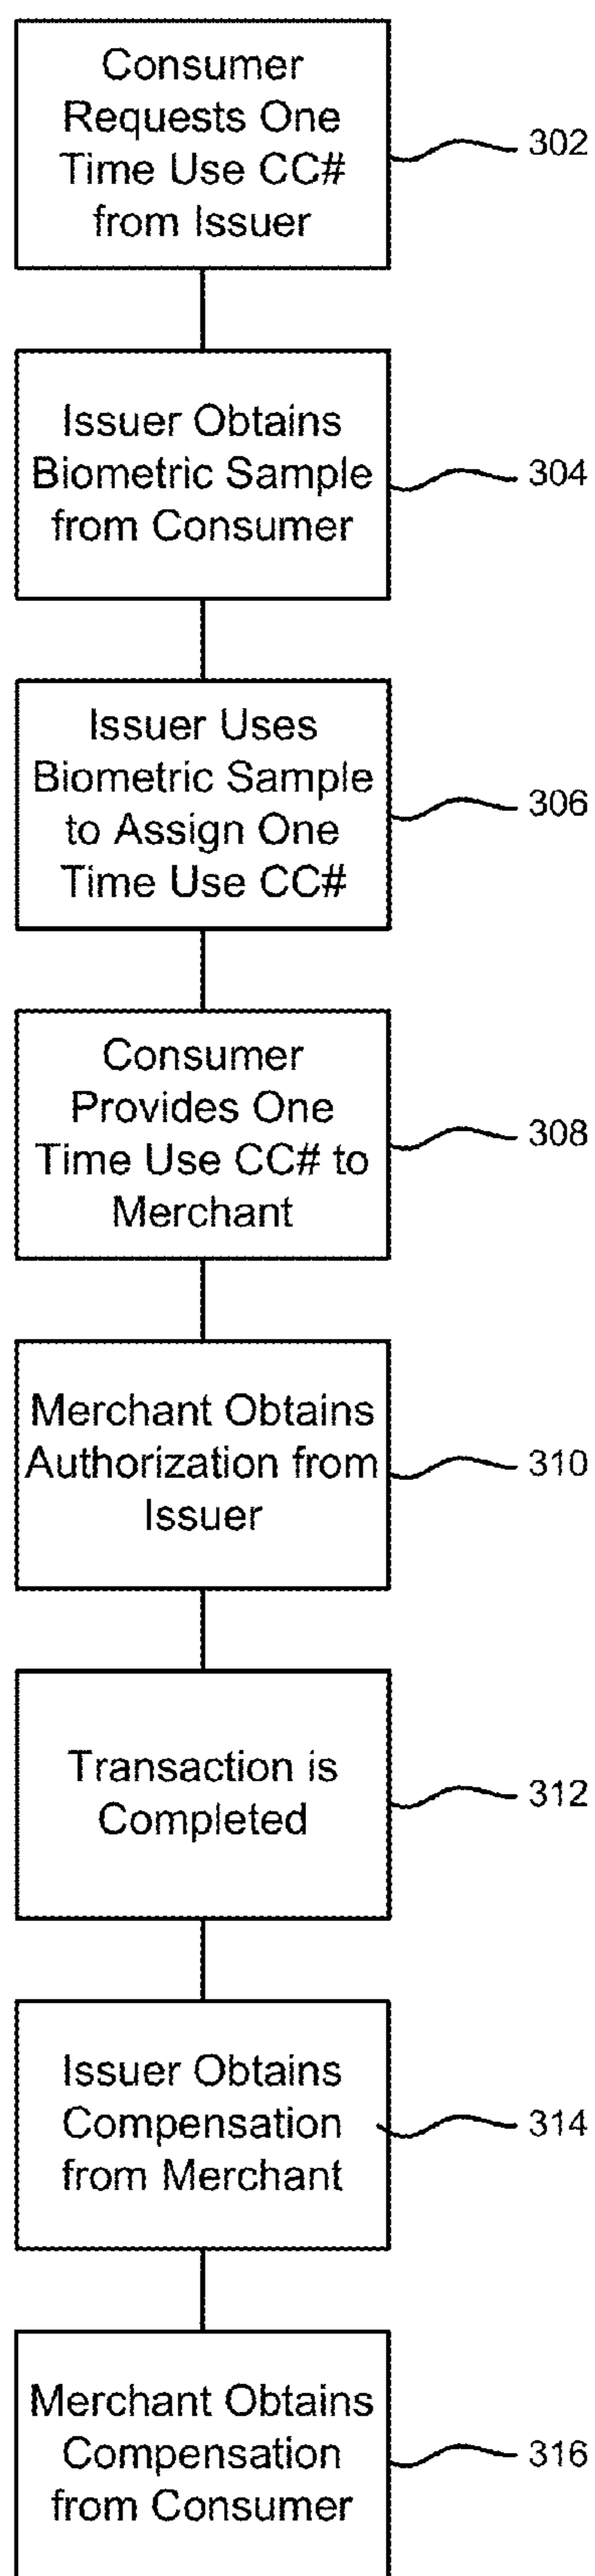 Consumer
Requests One
Time Use CC#
from Issuer
302
Issuer Obtains
Biometric Sample
from Consumer
304
Issuer Uses
Biometric Sample
to Assign One
Time Use CC#
306
Consumer
Provides One
Time Use CC# to
Merchant
308
Merchant Obtains
Authorization from
Issuer
310
Transaction is
Completed
312
Issuer Obtains
Compensation
from Merchant
314
Merchant Obtains
Compensation
from Consumer
316